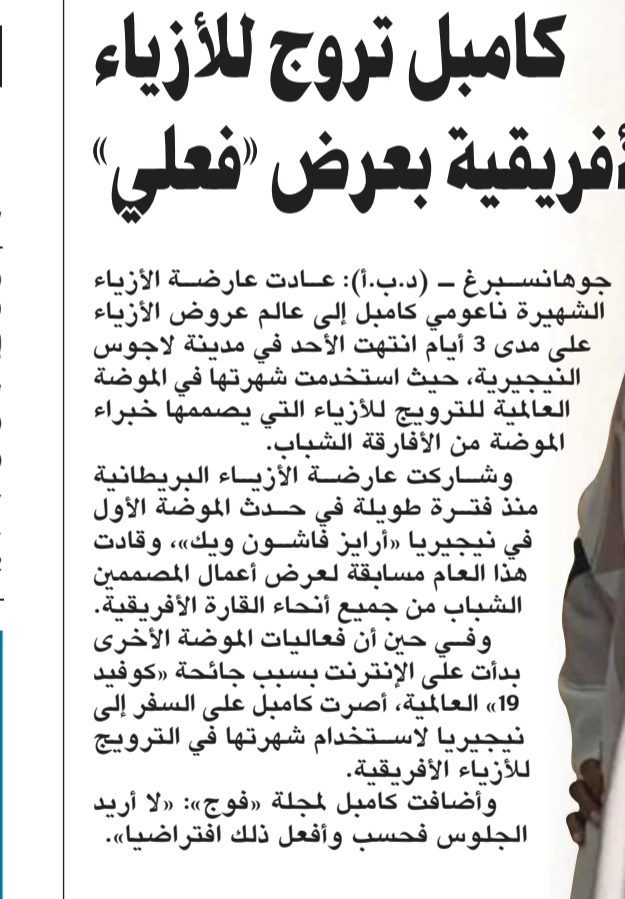 كامبل تروج للأزياء
لأفريقية بعرض «فعلي»
جوهانسبرغ – (د.ب.أ): عادت عارضة الأزياء
الشهيرة ناعومي كامبل إلى عالم عروض الأزياء
على مدى 3 أيام انتهت الأحد في مدينة لاجوس
النيجيرية، حيث استخدمت شهرتها في الموضة
العالمية للترويج للأزياء التي يصممها خبراء
الموضة من الأفارقة الشباب.
وشاركت عارضة الأزياء البريطانية
منذ فترة طويلة في حدث الموضة الأول
في نيجيريا «أرايز فاشون ويك»، وقادت
هذا العام مسابقة لعرض أعمال المصممين
الشباب من جميع أنحاء القارة الأفريقية.
وفي حين أن فعاليات الموضة الأخرى
بدأت على الإنترنت بسبب جائحة «كوفيد
19» العالمية، أصرت كامبل على السفر إلى
نيجيريا لاستخدام شهرتها في الترويج
للأزياء الأفريقية.
وأضافت كامبل لمجلة «فوج»: «لا أريد
الجلوس فحسب وأفعل ذلك افتراضيا».